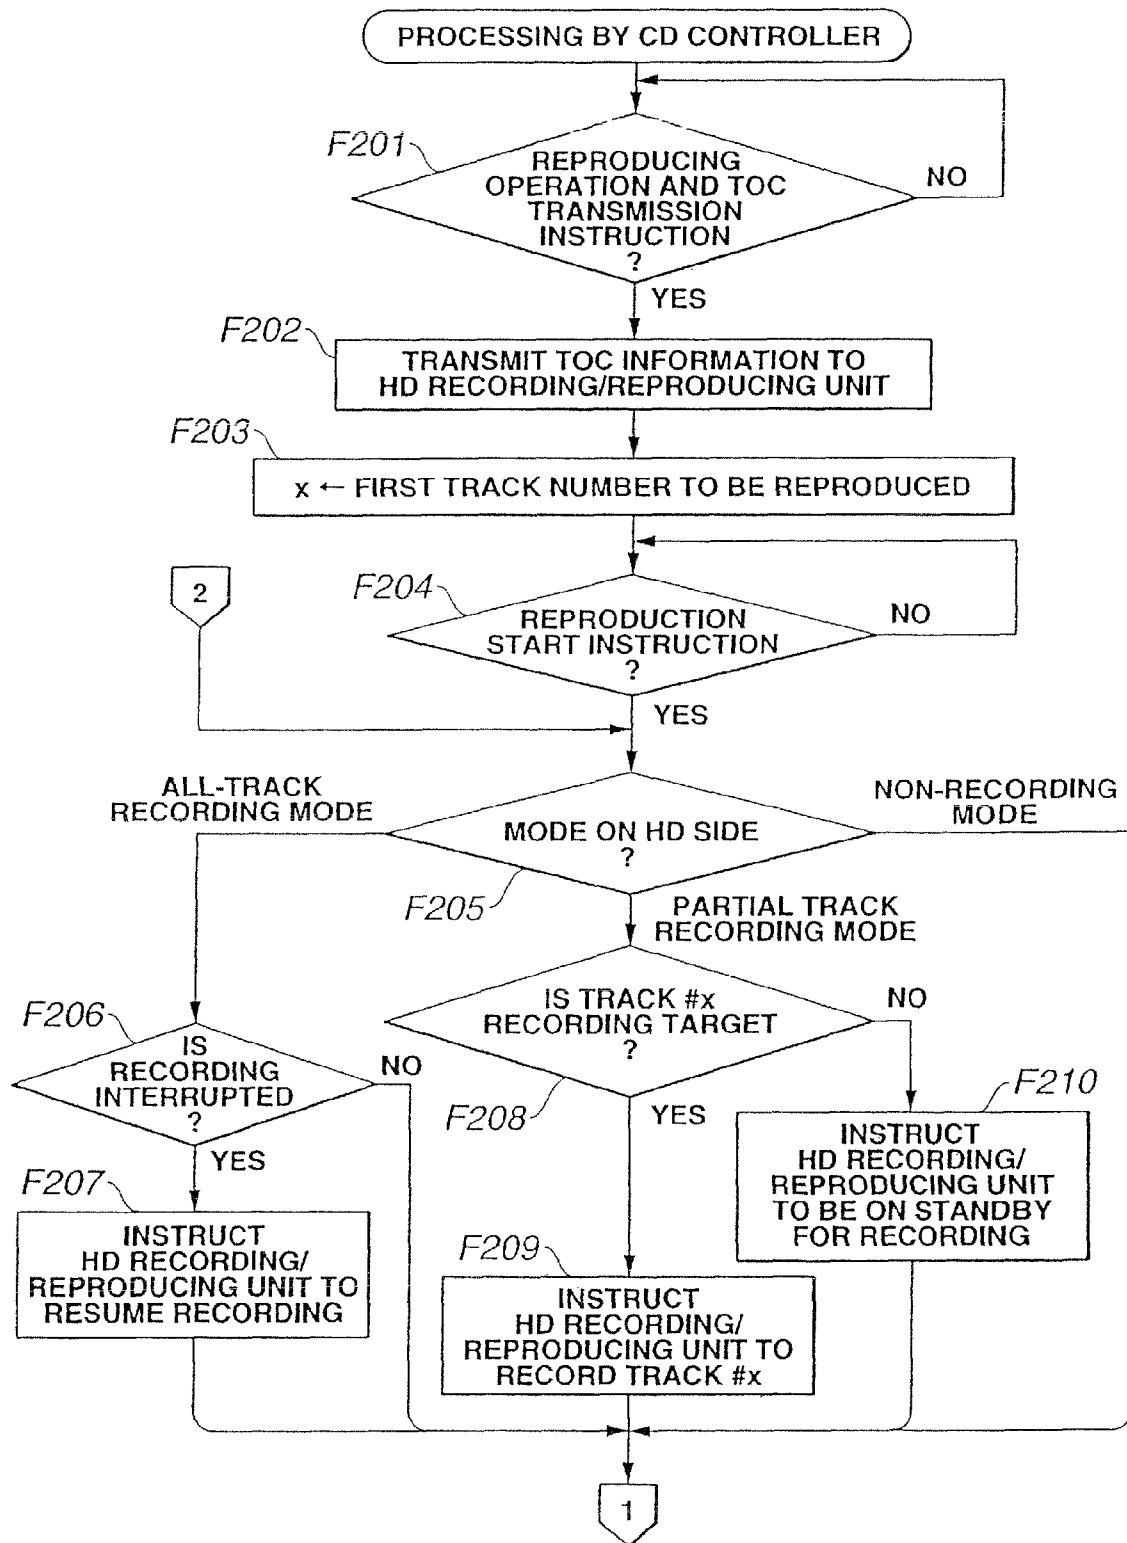 PROCESSING BY CD CONTROLLER
F201
REPRODUCING
OPERATION AND TOC
TRANSMISSION
INSTRUCTION
?
NO
YES
F202
TRANSMIT TOC INFORMATION TO
HD RECORDING/REPRODUCING UNIT
F203
x ← FIRST TRACK NUMBER TO BE REPRODUCED
2
F204
REPRODUCTION
START INSTRUCTION
?
NO
YES
ALL-TRACK
RECORDING MODE
MODE ON HD SIDE
?
NON-RECORDING
MODE
F205
PARTIAL TRACK
RECORDING MODE
F206
IS
RECORDING
INTERRUPTED
?
NO
YES
IS TRACK #x
RECORDING TARGET
?
NO
F208
YES
F210
INSTRUCT
HD RECORDING/
REPRODUCING UNIT
TO BE ON STANDBY
FOR RECORDING
F207
INSTRUCT
HD RECORDING/
REPRODUCING UNIT TO
RESUME RECORDING
F209
INSTRUCT
HD RECORDING/
REPRODUCING UNIT TO
RECORD TRACK #x
1